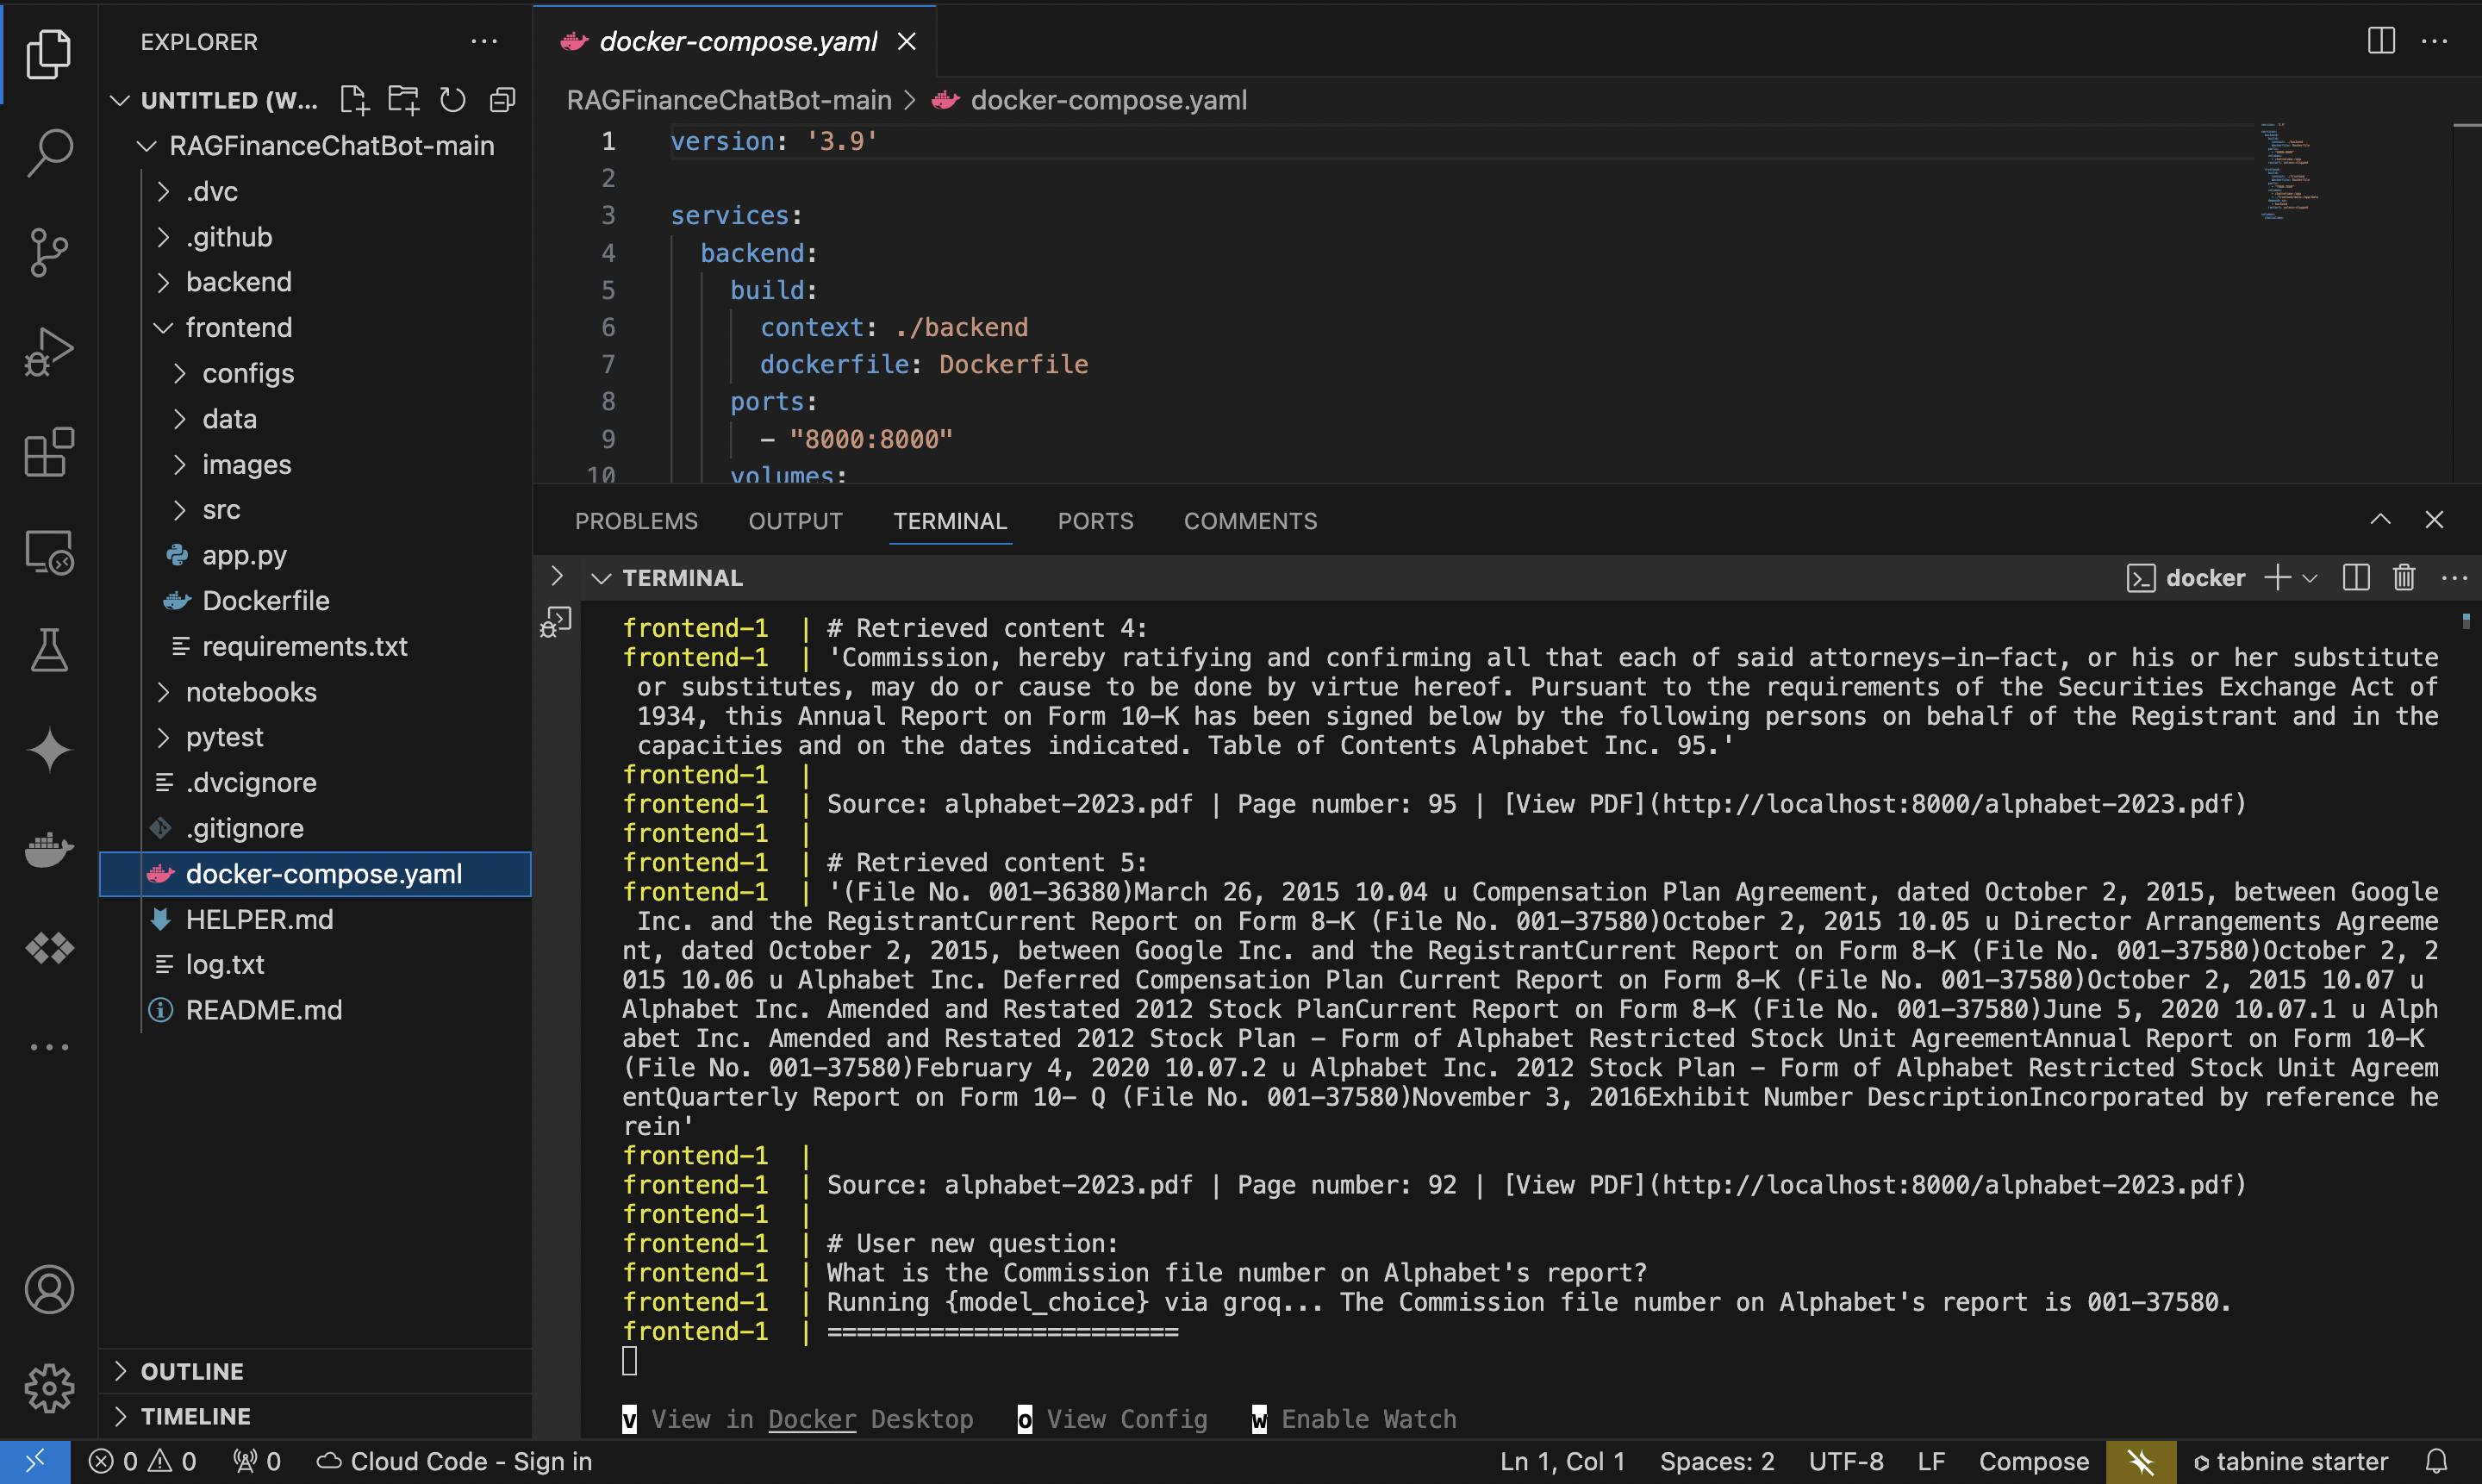 EXPLORER
UNTITLED (W...
RAGFinanceChatBot-main
.dvc
.github
backend
frontend
configs
data
images
src
app.py
Dockerfile
requirements.txt
notebooks
pytest
.dvcignore
.gitignore
docker-compose.yaml
HELPER.md
log.txt
README.md
OUTLINE
TIMELINE
docker-compose.yaml
RAGFinanceChatBot-main > docker-compose.yaml
1 version: '3.9'
2
3 services:
4 backend:
5 build:
6 context: ./backend
7 dockerfile: Dockerfile
8 ports:
9 - "8000:8000"
10 volumes:
PROBLEMS OUTPUT TERMINAL PORTS COMMENTS
TERMINAL docker
frontend-1 | # Retrieved content 4:
frontend-1 | 'Commission, hereby ratifying and confirming all that each of said attorneys-in-fact, or his or her substitute
or substitutes, may do or cause to be done by virtue hereof. Pursuant to the requirements of the Securities Exchange Act of
1934, this Annual Report on Form 10-K has been signed below by the following persons on behalf of the Registrant and in the
capacities and on the dates indicated. Table of Contents Alphabet Inc. 95.'
frontend-1 |
frontend-1 | Source: alphabet-2023.pdf | Page number: 95 | [View PDF](http://localhost:8000/alphabet-2023.pdf)
frontend-1 |
frontend-1 | # Retrieved content 5:
frontend-1 | '(File No. 001-36380)March 26, 2015 10.04 u Compensation Plan Agreement, dated October 2, 2015, between Google
Inc. and the RegistrantCurrent Report on Form 8-K (File No. 001-37580)October 2, 2015 10.05 u Director Arrangements Agreeme
nt, dated October 2, 2015, between Google Inc. and the RegistrantCurrent Report on Form 8-K (File No. 001-37580)October 2, 2
015 10.06 u Alphabet Inc. Deferred Compensation Plan Current Report on Form 8-K (File No. 001-37580)October 2, 2015 10.07 u
Alphabet Inc. Amended and Restated 2012 Stock PlanCurrent Report on Form 8-K (File No. 001-37580)June 5, 2020 10.07.1 u Alph
abet Inc. Amended and Restated 2012 Stock Plan - Form of Alphabet Restricted Stock Unit AgreementAnnual Report on Form 10-K
(File No. 001-37580)February 4, 2020 10.07.2 u Alphabet Inc. 2012 Stock Plan - Form of Alphabet Restricted Stock Unit Agreem
entQuarterly Report on Form 10- Q (File No. 001-37580)November 3, 2016Exhibit Number DescriptionIncorporated by reference he
rein'
frontend-1 |
frontend-1 | Source: alphabet-2023.pdf | Page number: 92 | [View PDF](http://localhost:8000/alphabet-2023.pdf)
frontend-1 |
frontend-1 | # User new question:
frontend-1 | What is the Commission file number on Alphabet's report?
frontend-1 | Running {model_choice} via groq... The Commission file number on Alphabet's report is 001-37580.
frontend-1 | ========================
v View in Docker Desktop o View Config w Enable Watch
0 0 0 Cloud Code - Sign in Ln 1, Col 1 Spaces: 2 UTF-8 LF Compose tabnine starter